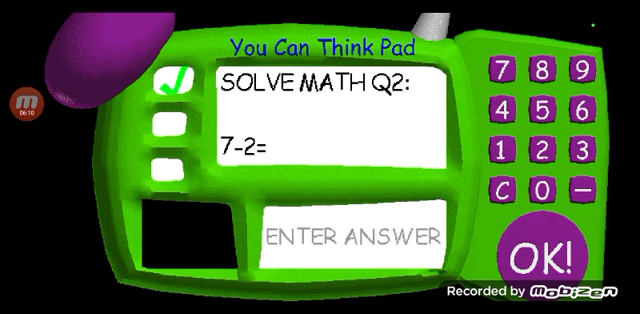 You Can Think Pad
SOLVE MATH Q2:
7-2=
ENTER ANSWER
7 8 9
4 5 6
1 2 3
C 0 −
OK!
06:10
Recorded by Mobizen